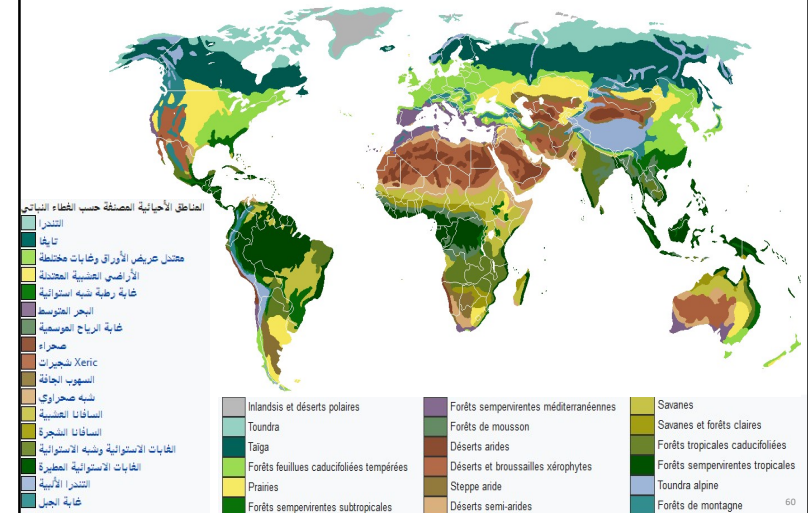 المناطق الأحيائية المصنفة حسب الغطاء النباتي
التندرا
تايغا
معتدل عريض الأوراق وغابات مختلطة
الأراضي العشبية المعتدلة
غابة رطبة شبه استوائية
البحر المتوسط
غابة الرياح الموسمية
صحراء
Xeric شجيرات
السهوب الجافة
شبه صحراوي
السافانا العشبية
السافانا الشجرة
الغابات الاستوائية وشبه الاستوائية
الغابات الاستوائية المطيرة
التندرا الألبية
غابة الجبل
Inlandsis et déserts polaires
Toundra
Taïga
Forêts feuillues caducifoliées tempérées
Prairies
Forêts sempervirentes subtropicales
Forêts sempervirentes méditerranéennes
Forêts de mousson
Déserts arides
Déserts et broussailles xérophytes
Steppe aride
Déserts semi-arides
Savanes
Savanes et forêts claires
Forêts tropicales caducifoliées
Forêts sempervirentes tropicales
Toundra alpine
Forêts de montagne
60